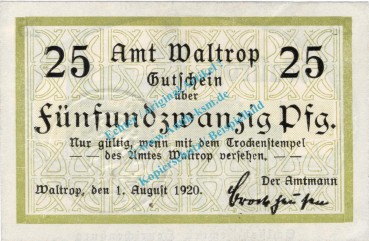 25 Amt Waltrop 25
Gutschein
über
Fünfundzwanzig Pfg.
Nur gültig, wenn mit dem Trockenstempel
des Amtes Waltrop versehen.
Der Amtmann
Waltrop, den 1. August 1920.